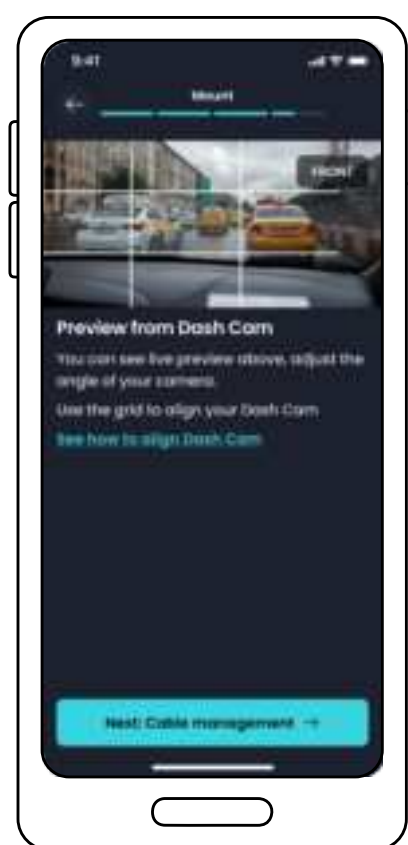 9:41
Mount
FRONT
Preview from Dash Cam
You can see live preview above, adjust the
angle of your camera.
Use the grid to align your Dash Cam
See how to align Dash Cam
Next: Cable management →